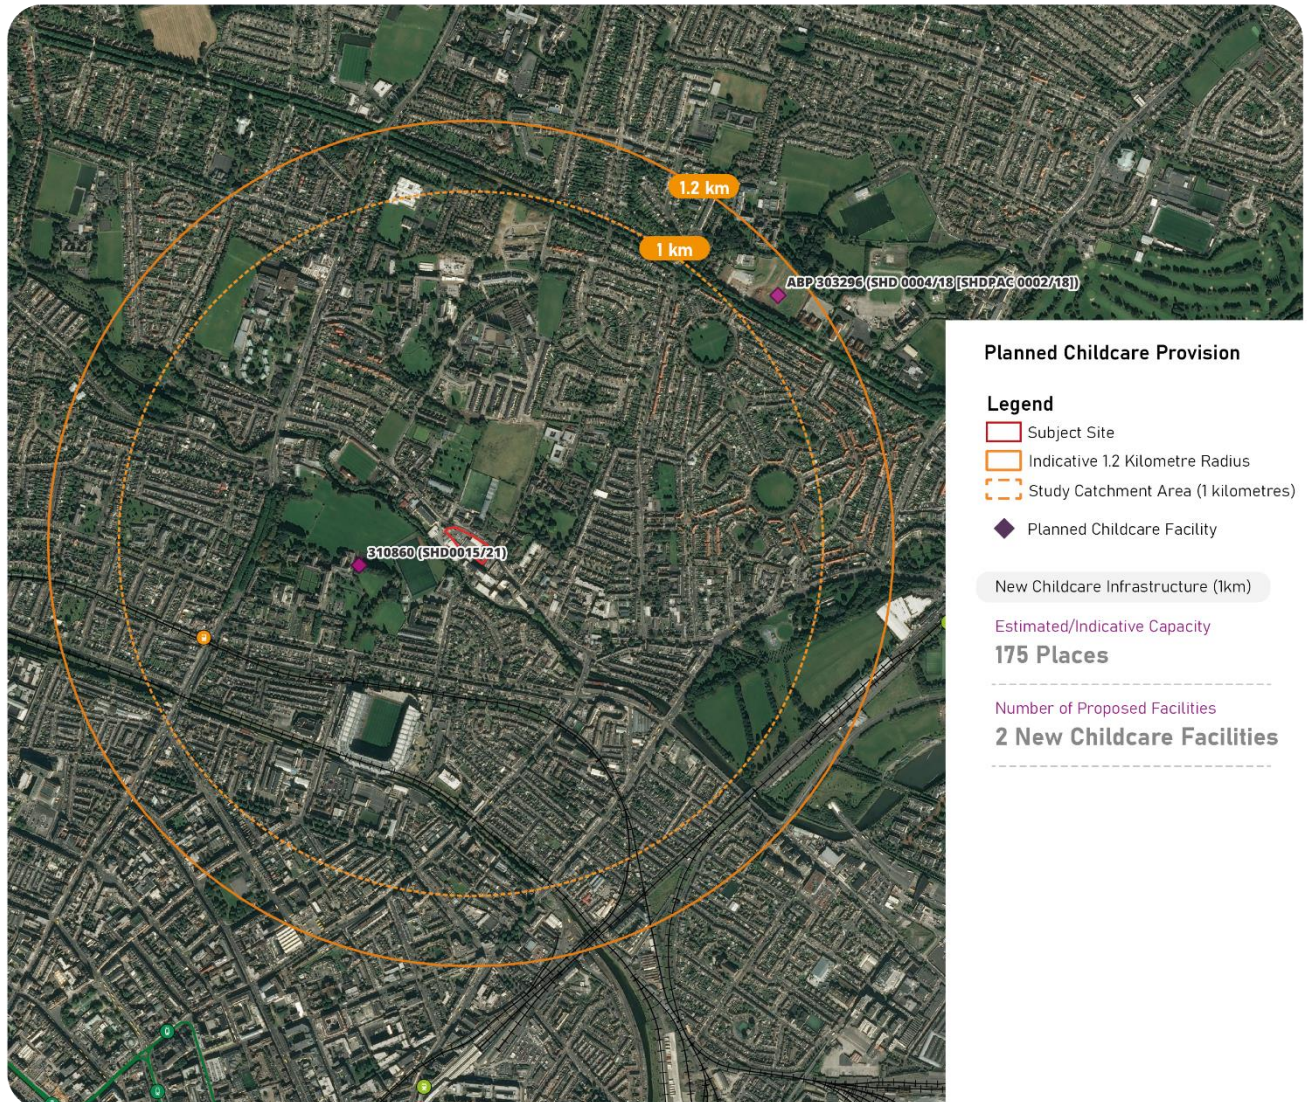 1.2 km
1 km
ABP 303296 (SHD 0004/18 [SHDPAC 0002/18])
310860 (SHD0015/21)
Planned Childcare Provision
Legend
Subject Site
Indicative 1.2 Kilometre Radius
Study Catchment Area (1 kilometres)
Planned Childcare Facility
New Childcare Infrastructure (1km)
Estimated/Indicative Capacity
175 Places
Number of Proposed Facilities
2 New Childcare Facilities